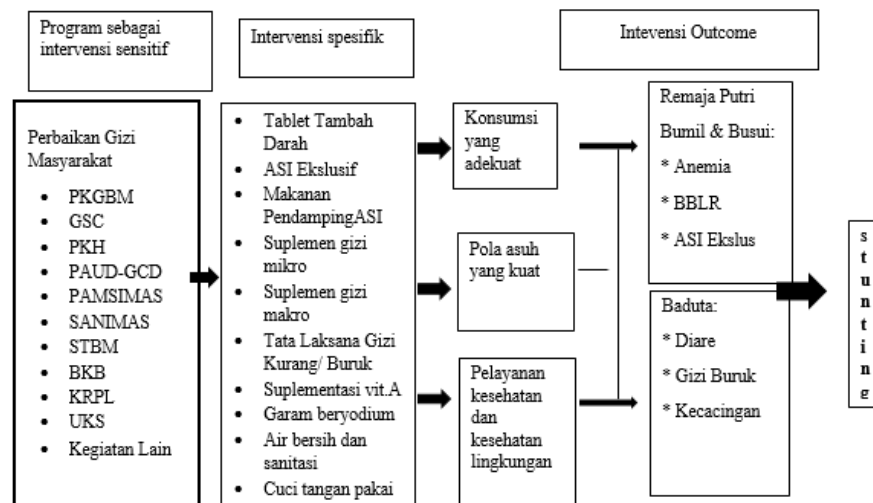 Program sebagai
intervensi sensitif
Intervensi spesifik
Intevensi Outcome
Perbaikan Gizi
Masyarakat
• PKGBM
• GSC
• PKH
• PAUD-GCD
• PAMSIMAS
• SANIMAS
• STBM
• BKB
• KRPL
• UKS
• Kegiatan Lain
• Tablet Tambah
Darah
• ASI Ekslusif
• Makanan
PendampingASI
• Suplemen gizi
mikro
• Suplemen gizi
makro
• Tata Laksana Gizi
Kurang/ Buruk
• Suplementasi vit.A
• Garam beryodium
• Air bersih dan
sanitasi
• Cuci tangan pakai
Konsumsi
yang
adekuat
Pola asuh
yang kuat
Pelayanan
kesehatan
dan
kesehatan
lingkungan
Remaja Putri
Bumil & Busui:
* Anemia
* BBLR
* ASI Ekslus
Baduta:
* Diare
* Gizi Buruk
* Kecacingan
s
t
u
n
t
i
n
g